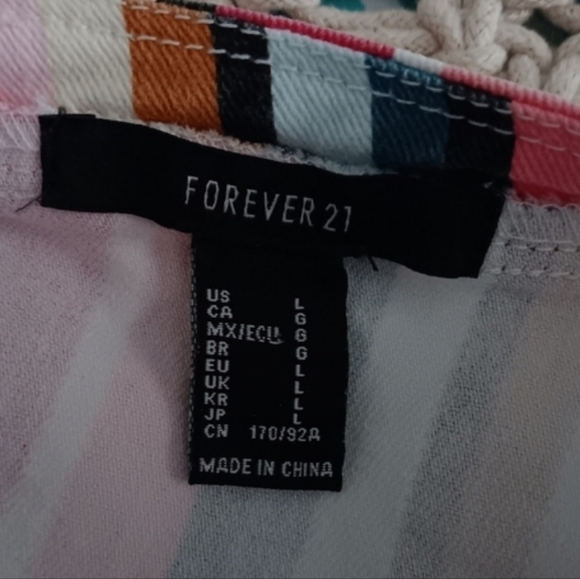 FOREVER 21
US L
CA G
MX/ECU G
BR G
EU L
UK L
KR L
JP L
CN 170/92A
MADE IN CHINA